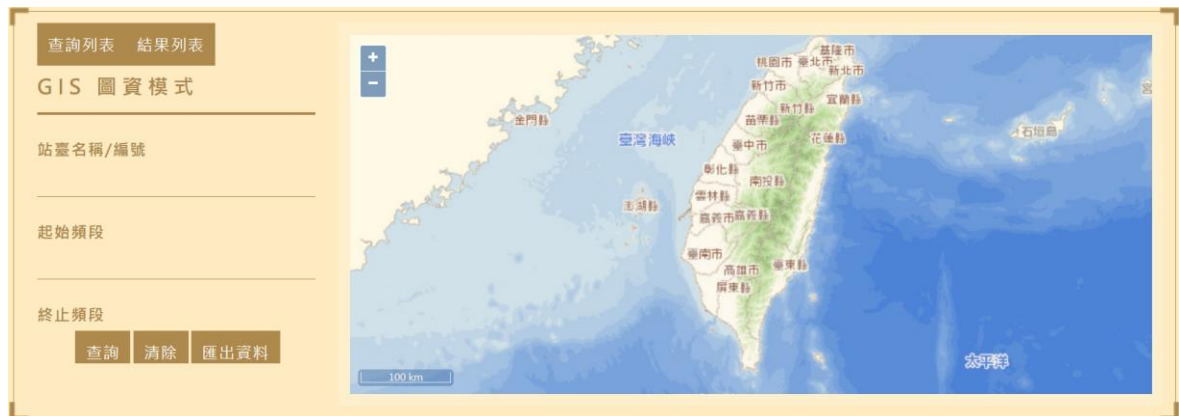 查詢列表 結果列表
GIS 圖資模式
站臺名稱/編號
起始頻段
終止頻段
查詢 清除 匯出資料
+
−
基隆市
桃園市 臺北市
新北市
新竹市
宜蘭縣
新竹縣
苗栗縣
金門縣
石垣島
宮
臺灣海峽
臺中市
花蓮縣
彰化縣
南投縣
雲林縣
澎湖縣
嘉義市 嘉義縣
臺南市
高雄市
臺東縣
屏東縣
太平洋
100 km